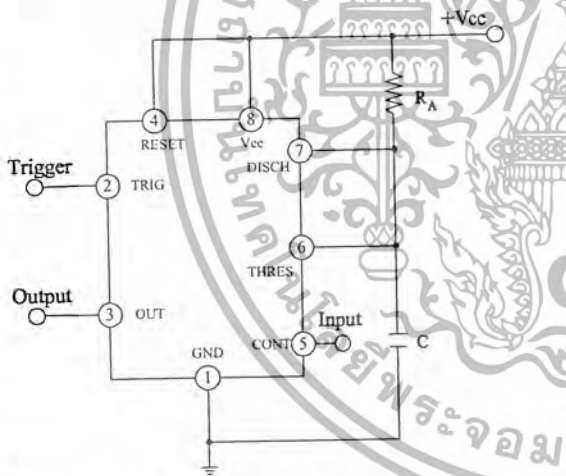 +Vcc
R_A
4
8
RESET
Vcc
7
DISCH
Trigger
2
TRIG
6
THRES
Output
3
OUT
Input
CONT
5
C
GND
1
พระจอม